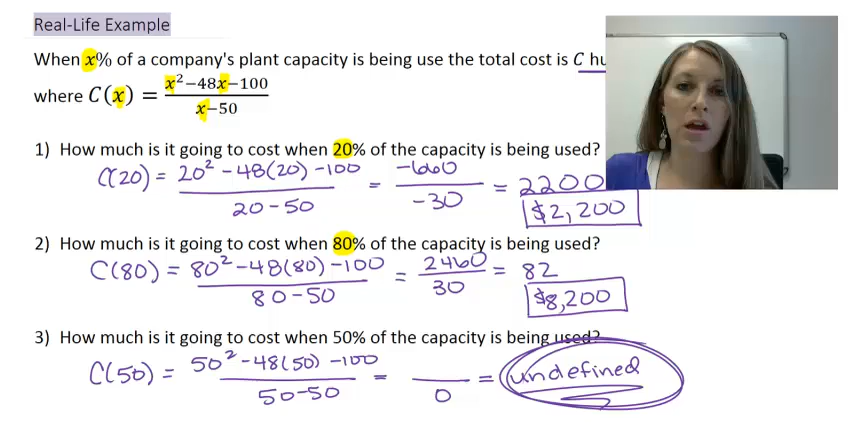 Real-Life Example
When x% of a company's plant capacity is being use the total cost is C hu
where C(x) = x²−48x−100 / x−50
1) How much is it going to cost when 20% of the capacity is being used?
C(20) = 20² - 48(20) - 100 / 20 - 50 = -660 / -30 = 2200
$2,200
2) How much is it going to cost when 80% of the capacity is being used?
C(80) = 80² - 48(80) - 100 / 80 - 50 = 2460 / 30 = 82
$8,200
3) How much is it going to cost when 50% of the capacity is being used?
C(50) = 50² - 48(50) - 100 / 50 - 50 = / 0 = undefined